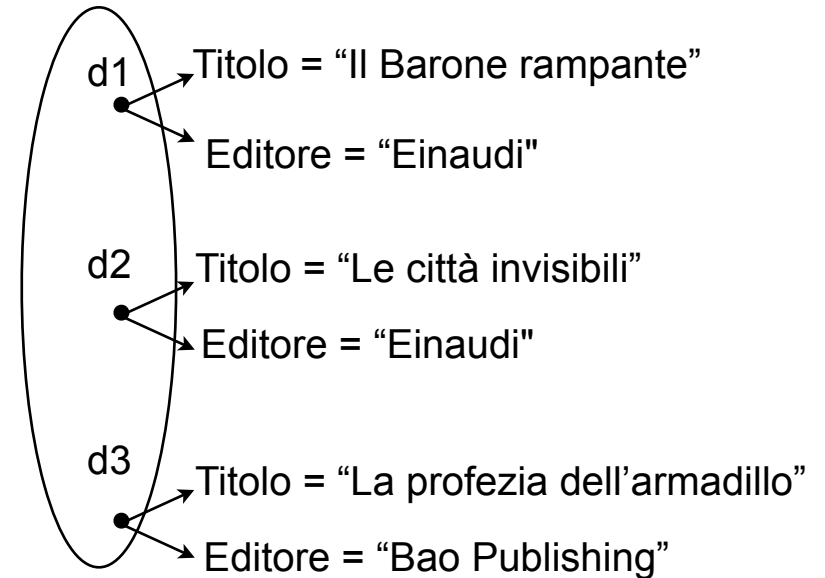 d1
Titolo = “Il Barone rampante”
Editore = “Einaudi"
d2
Titolo = “Le città invisibili”
Editore = “Einaudi"
d3
Titolo = “La profezia dell’armadillo”
Editore = “Bao Publishing”